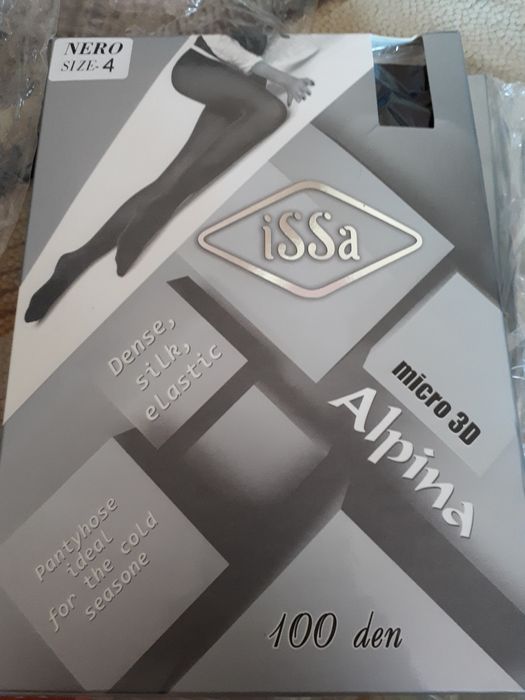 NERO
SIZE-4
iSSa
Dense,
silk,
elastic
micro 3D
Alpina
Pantyhose
ideal
for the cold
seasone
100 den